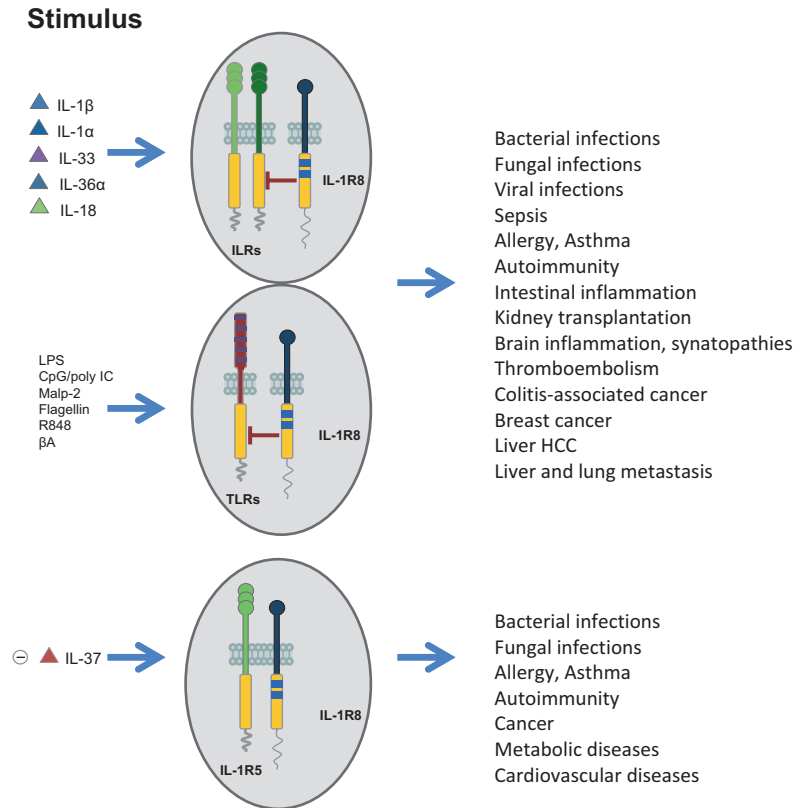 Stimulus
IL-1β
IL-1α
IL-33
IL-36α
IL-18
IL-1R8
ILRs
LPS
CpG/poly IC
Malp-2
Flagellin
R848
βA
IL-1R8
TLRs
Bacterial infections
Fungal infections
Viral infections
Sepsis
Allergy, Asthma
Autoimmunity
Intestinal inflammation
Kidney transplantation
Brain inflammation, synatopathies
Thromboembolism
Colitis-associated cancer
Breast cancer
Liver HCC
Liver and lung metastasis
IL-37
IL-1R8
IL-1R5
Bacterial infections
Fungal infections
Allergy, Asthma
Autoimmunity
Cancer
Metabolic diseases
Cardiovascular diseases